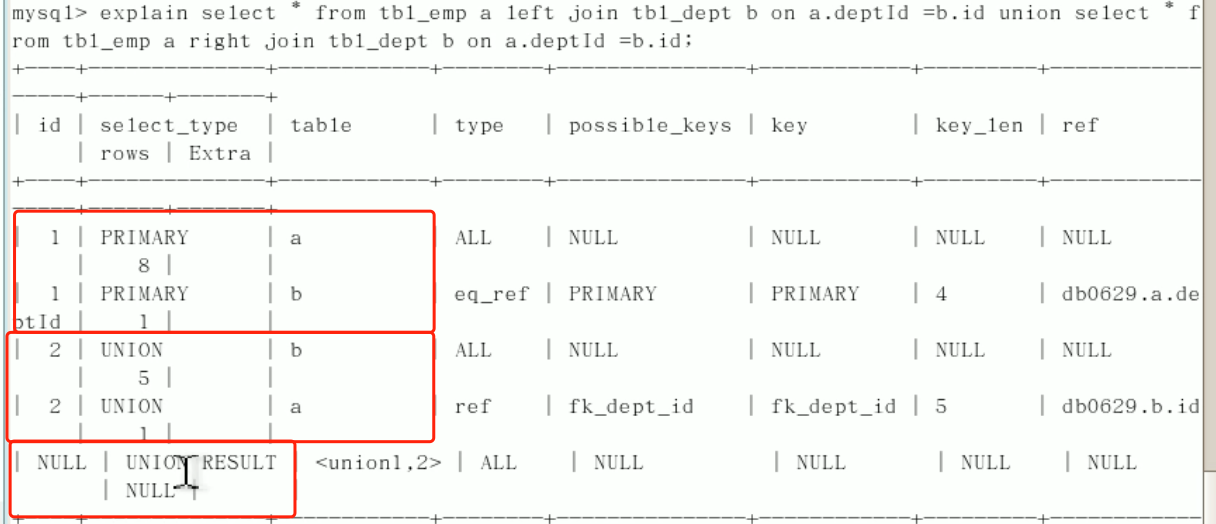 mysql> explain select * from tbl_emp a left join tbl_dept b on a.deptId =b.id union select * f
rom tbl_emp a right join tbl_dept b on a.deptId =b.id;
| id | select_type | table | type | possible_keys | key | key_len | ref
| rows | Extra |
| 1 | PRIMARY | a | ALL | NULL | NULL | NULL | NULL
| 8 | |
| 1 | PRIMARY | b | eq_ref | PRIMARY | PRIMARY | 4 | db0629.a.de
ptId | 1 | |
| 2 | UNION | b | ALL | NULL | NULL | NULL | NULL
| 5 | |
| 2 | UNION | a | ref | fk_dept_id | fk_dept_id | 5 | db0629.b.id
| 1 | |
| NULL | UNION RESULT <union1,2> | ALL | NULL | NULL | NULL | NULL
| NULL |